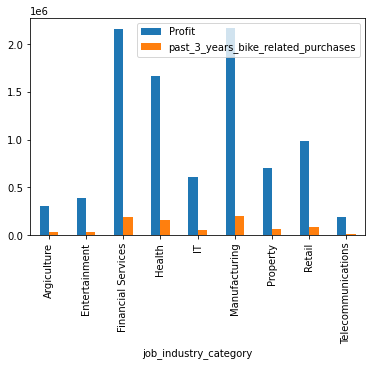 1e6
Profit
past_3_years_bike_related_purchases
2.0
1.5
1.0
0.5
0.0
Argiculture
Entertainment
Financial Services
Health
IT
Manufacturing
Property
Retail
Telecommunications
job_industry_category